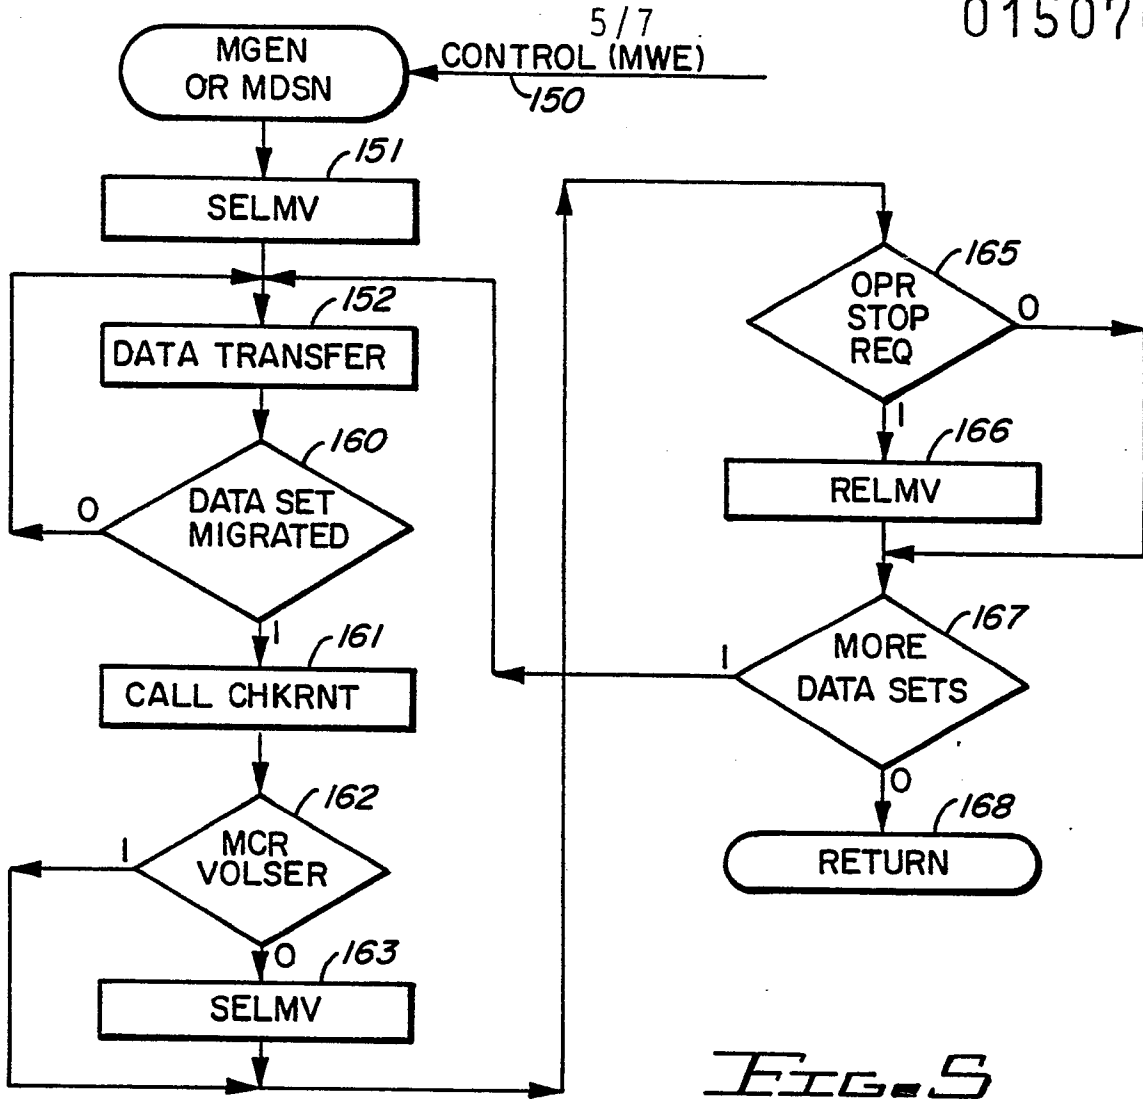 5/7
01507
MGEN
OR MDSN
CONTROL (MWE)
150
151
SELMV
152
DATA TRANSFER
160
DATA SET
MIGRATED
0
1
161
CALL CHKRNT
162
MCR
VOLSER
1
0
163
SELMV
165
OPR
STOP
REQ
0
1
166
RELMV
167
MORE
DATA SETS
1
0
168
RETURN
FIG. 5